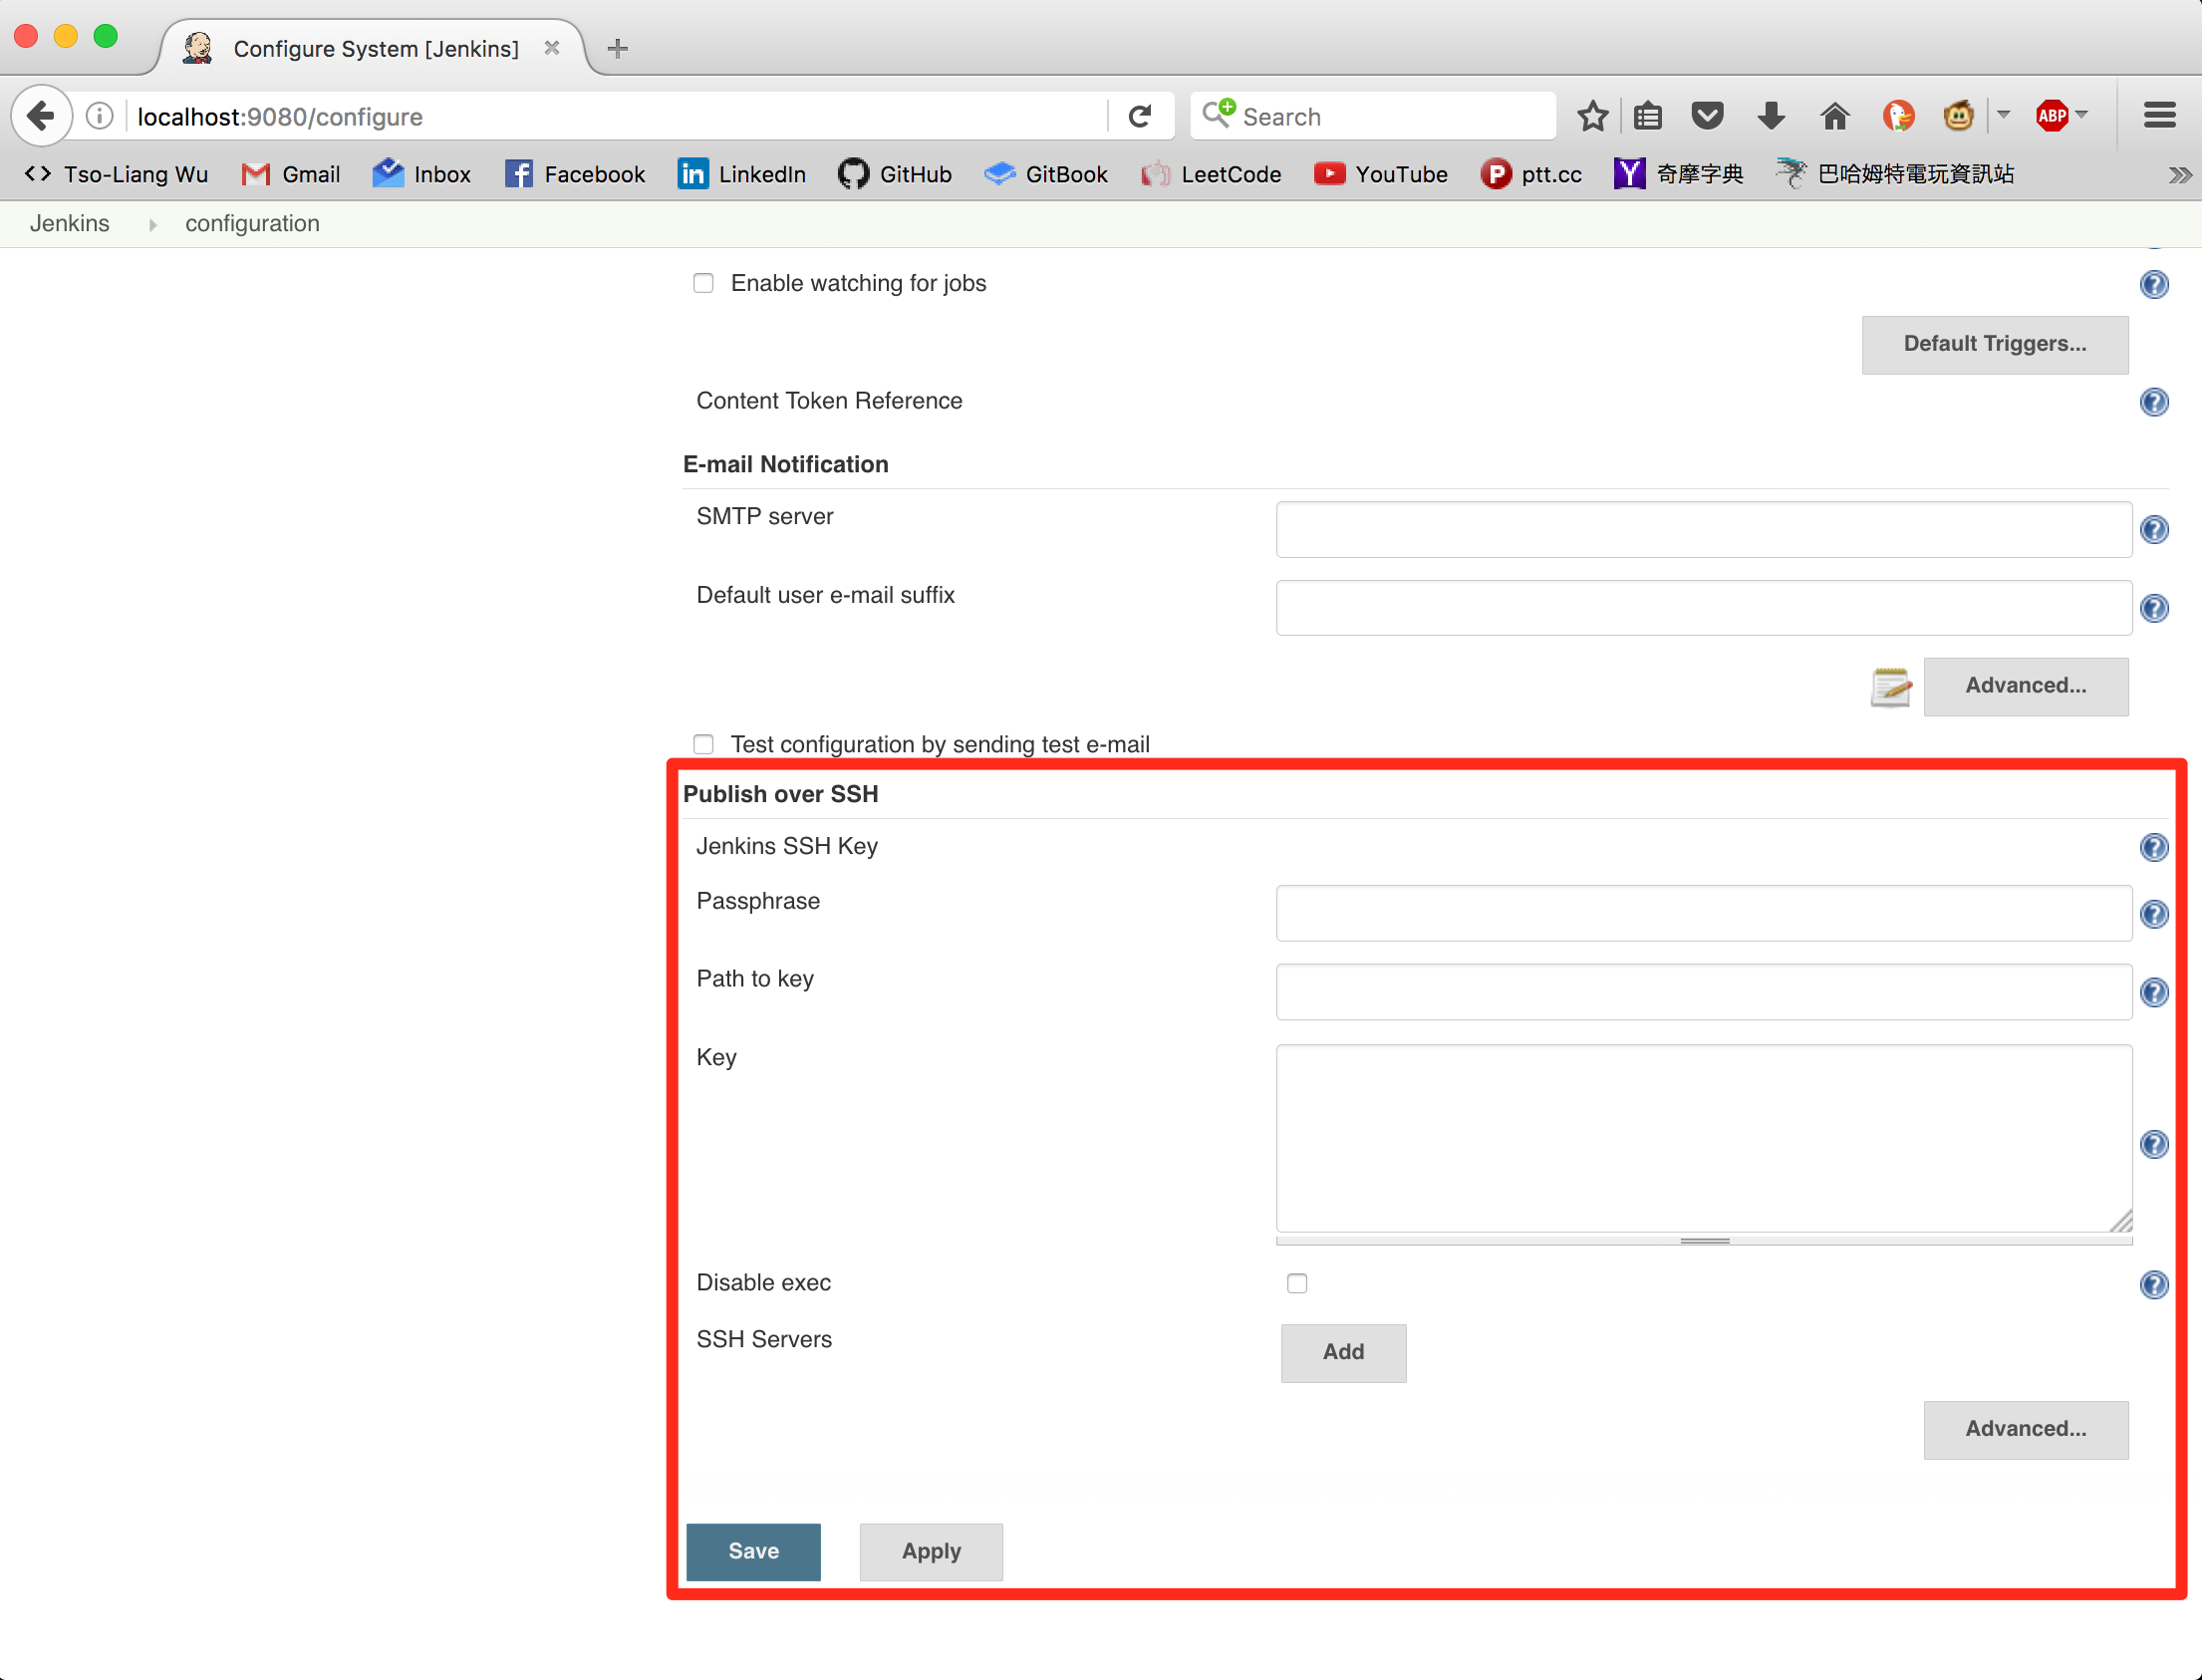 Configure System [Jenkins]
localhost:9080/configure
Search
ABP
<> Tso-Liang Wu Gmail Inbox Facebook LinkedIn GitHub GitBook LeetCode YouTube ptt.cc 奇摩字典 巴哈姆特電玩資訊站
Jenkins configuration
Enable watching for jobs
Default Triggers...
Content Token Reference
E-mail Notification
SMTP server
Default user e-mail suffix
Advanced...
Test configuration by sending test e-mail
Publish over SSH
Jenkins SSH Key
Passphrase
Path to key
Key
Disable exec
SSH Servers Add
Advanced...
Save Apply